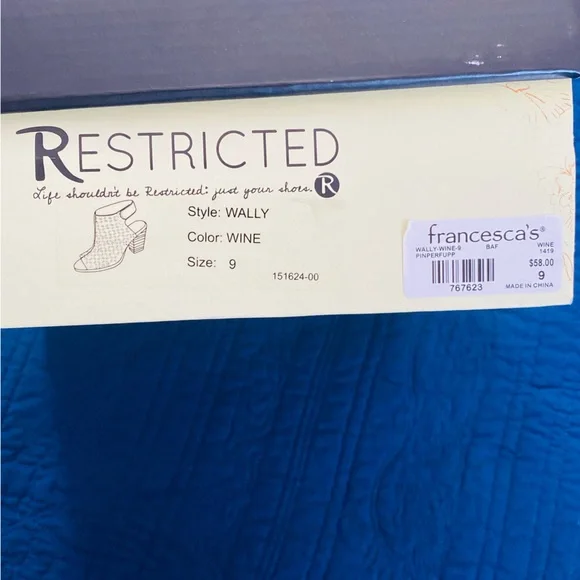 RESTRICTED
Life shouldn't be Restricted: just your shoes. R
Style: WALLY
Color: WINE
Size: 9
151624-00
francesca's®
WALLY-WINE-9 BAF WINE
PINPERFUPP 1419
$58.00
9
767623 MADE IN CHINA